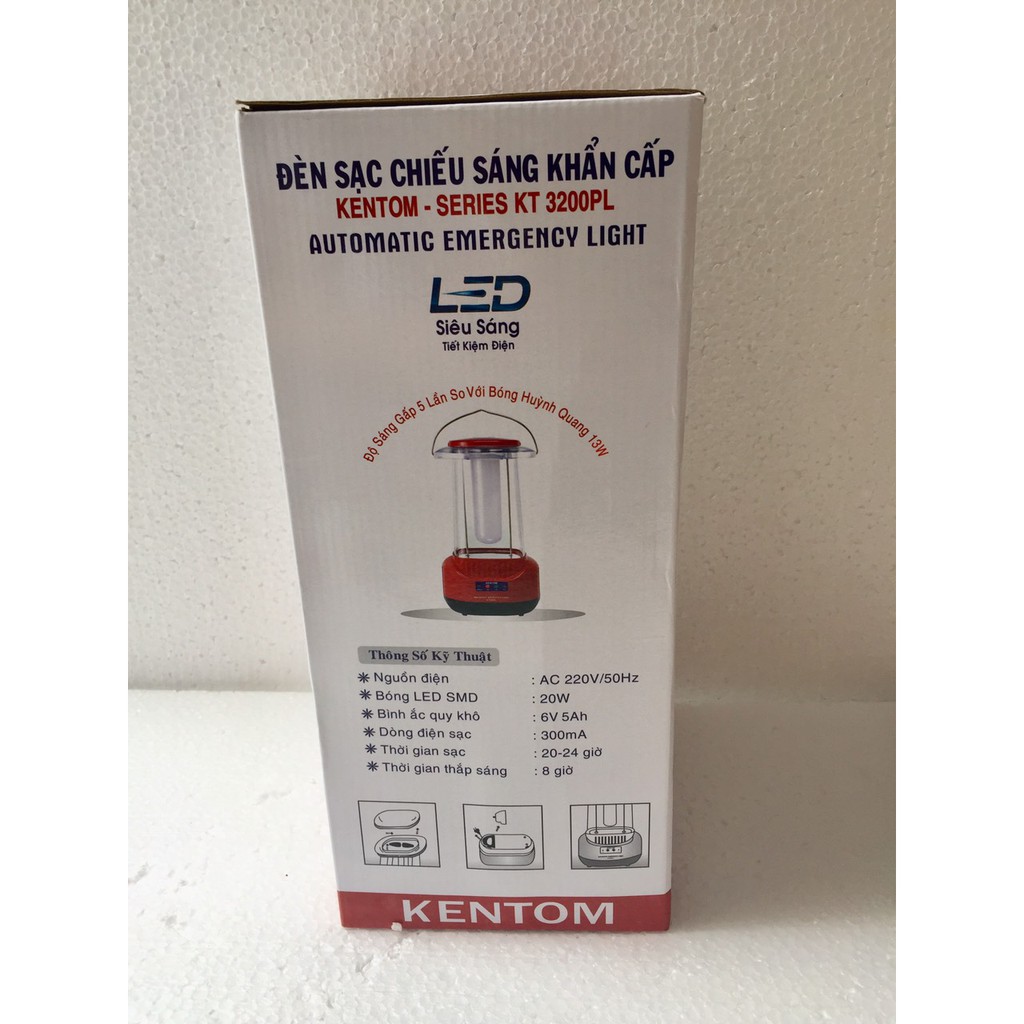 ĐÈN SẠC CHIẾU SÁNG KHẨN CẤP
KENTOM - SERIES KT 3200PL
AUTOMATIC EMERGENCY LIGHT
LED
Siêu Sáng
Tiết Kiệm Điện
Độ Sáng Gấp 5 Lần So Với Bóng Huỳnh Quang 13W
Thông Số Kỹ Thuật
✳ Nguồn điện : AC 220V/50Hz
✳ Bóng LED SMD : 20W
✳ Bình ắc quy khô : 6V 5Ah
✳ Dòng điện sạc : 300mA
✳ Thời gian sạc : 20-24 giờ
✳ Thời gian thắp sáng : 8 giờ
KENTOM